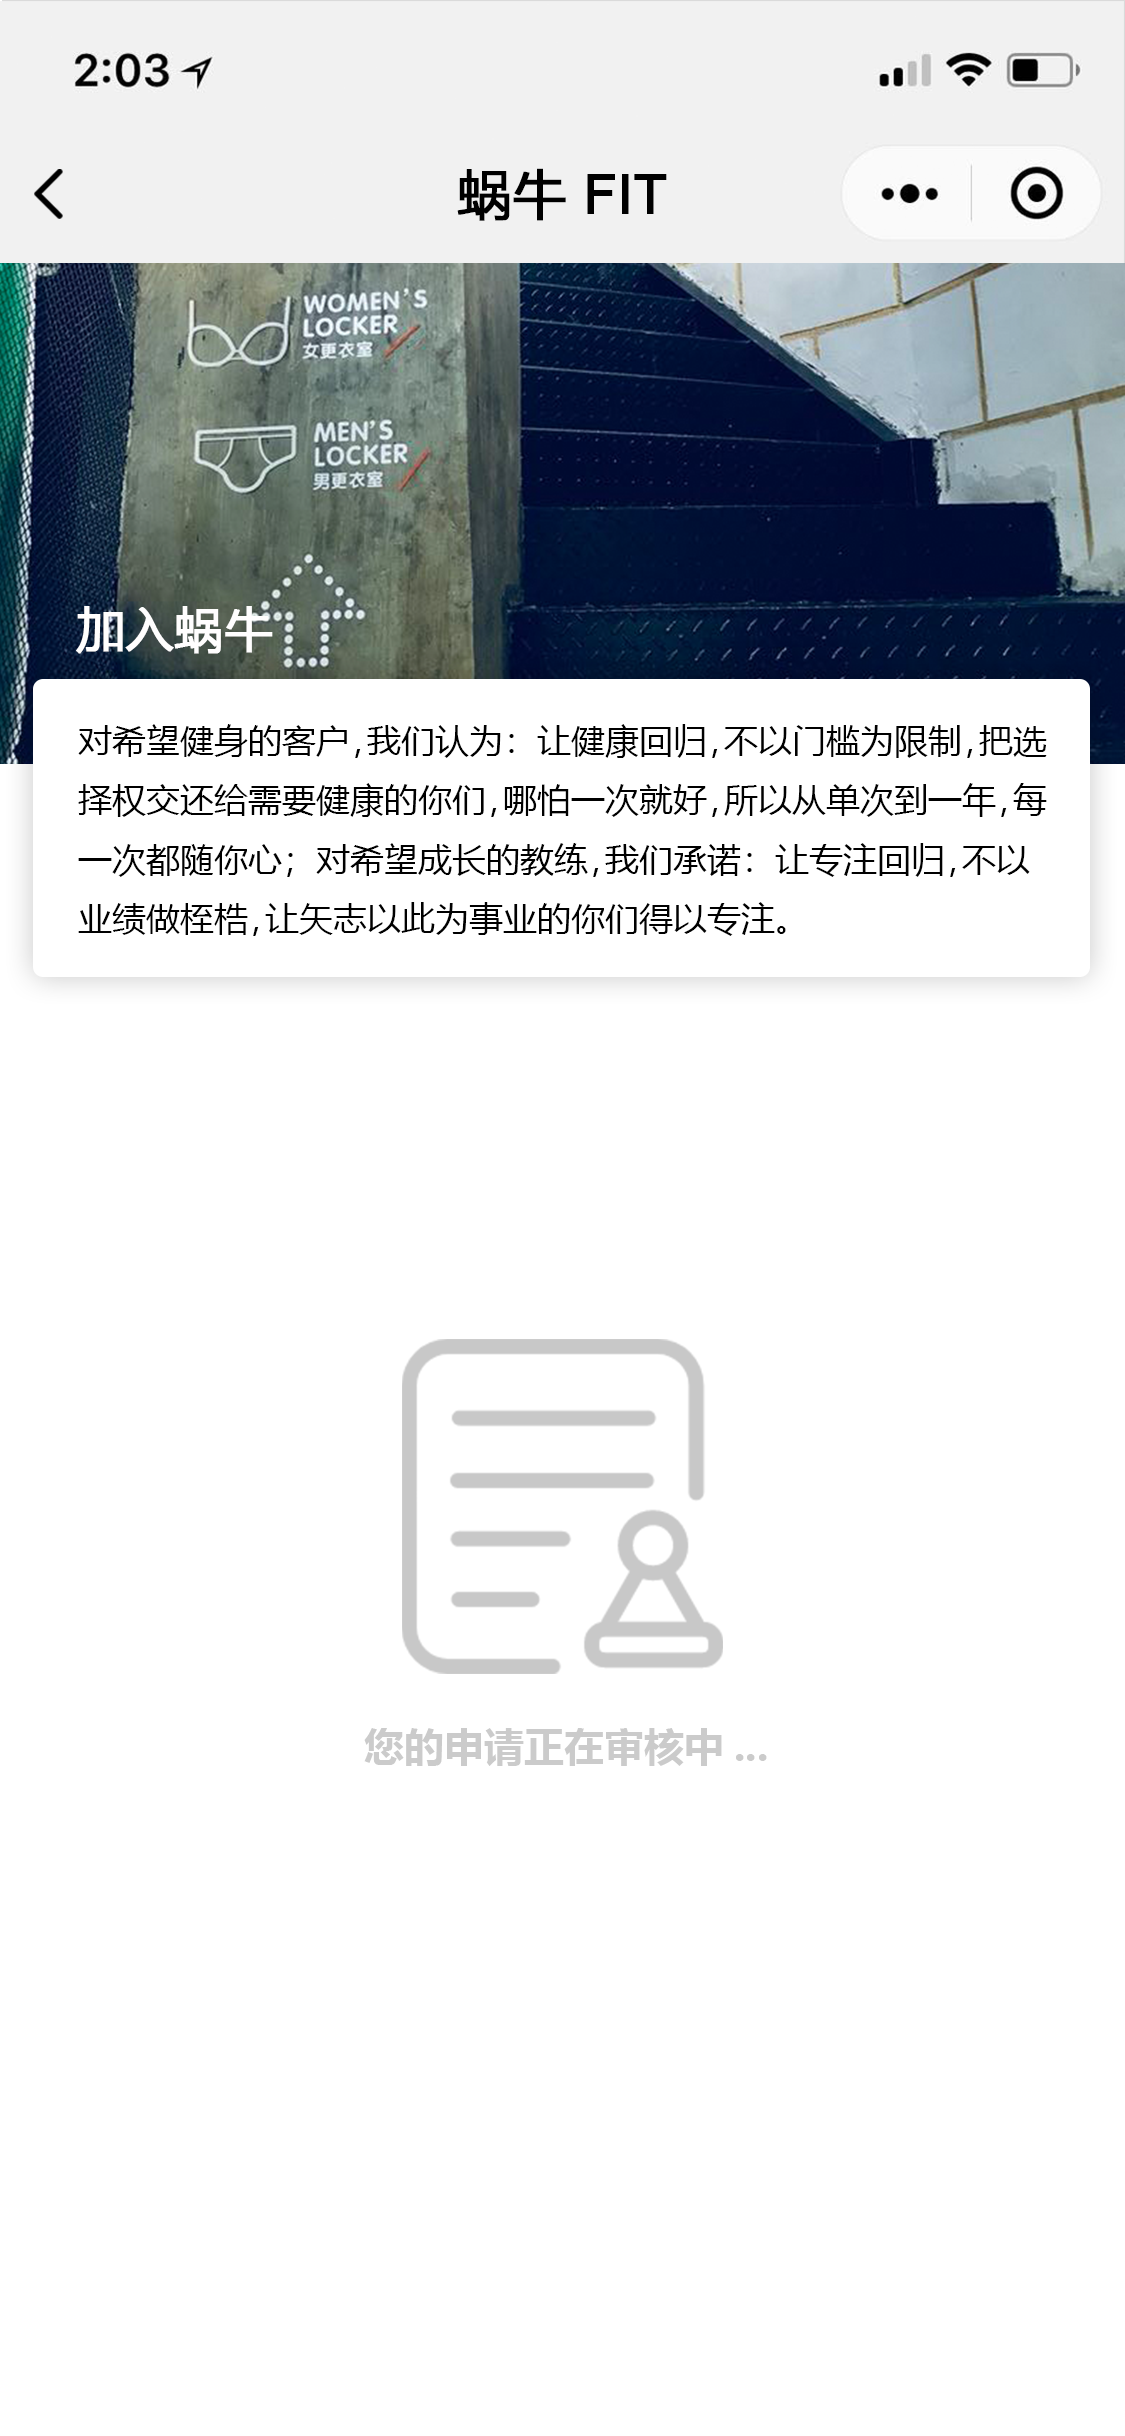 2:03
蜗牛 FIT
WOMEN'S
LOCKER
女更衣室
MEN'S
LOCKER
男更衣室
加入蜗牛
对希望健身的客户,我们认为：让健康回归,不以门槛为限制,把选
择权交还给需要健康的你们,哪怕一次就好,所以从单次到一年,每
一次都随你心；对希望成长的教练,我们承诺：让专注回归,不以
业绩做桎梏,让矢志以此为事业的你们得以专注。
您的申请正在审核中 ...